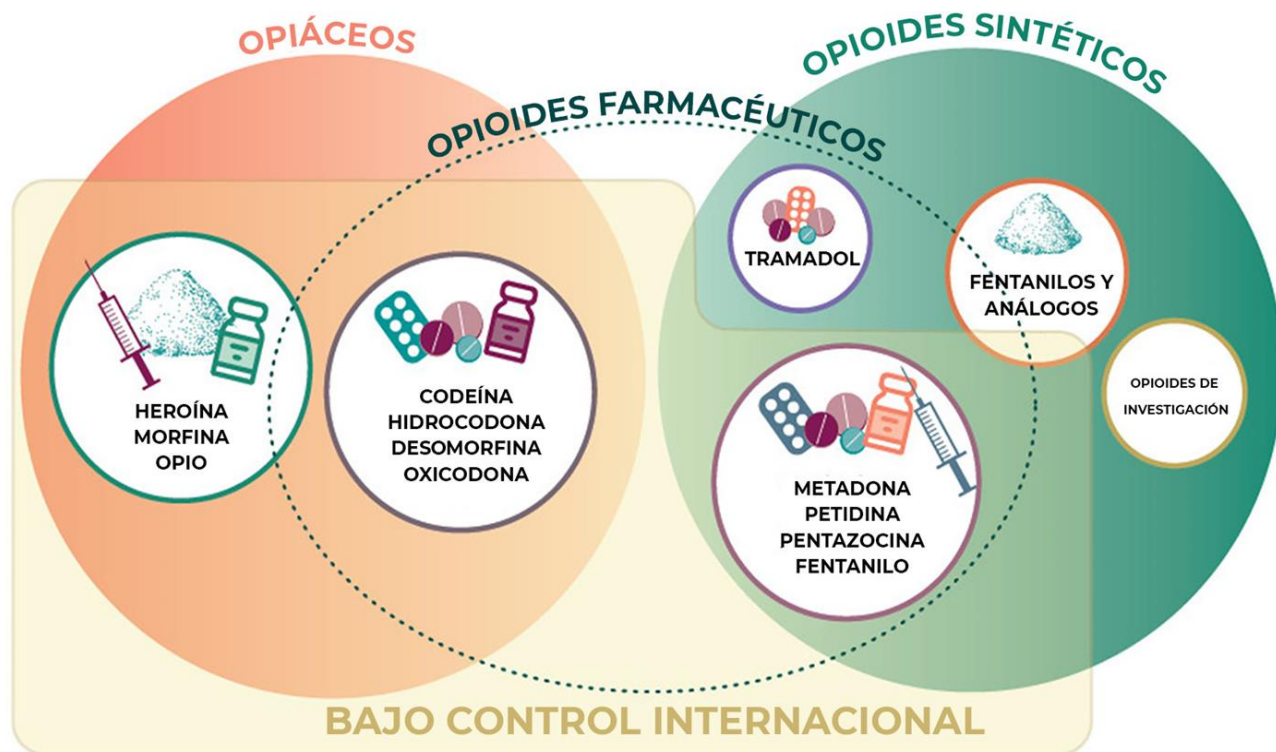 OPIÁCEOS
OPIOIDES FARMACÉUTICOS
OPIOIDES SINTÉTICOS
HEROÍNA
MORFINA
OPIO
CODEÍNA
HIDROCODONA
DESOMORFINA
OXICODONA
TRAMADOL
FENTANILOS Y
ANÁLOGOS
OPIOIDES DE
INVESTIGACIÓN
METADONA
PETIDINA
PENTAZOCINA
FENTANILO
BAJO CONTROL INTERNACIONAL